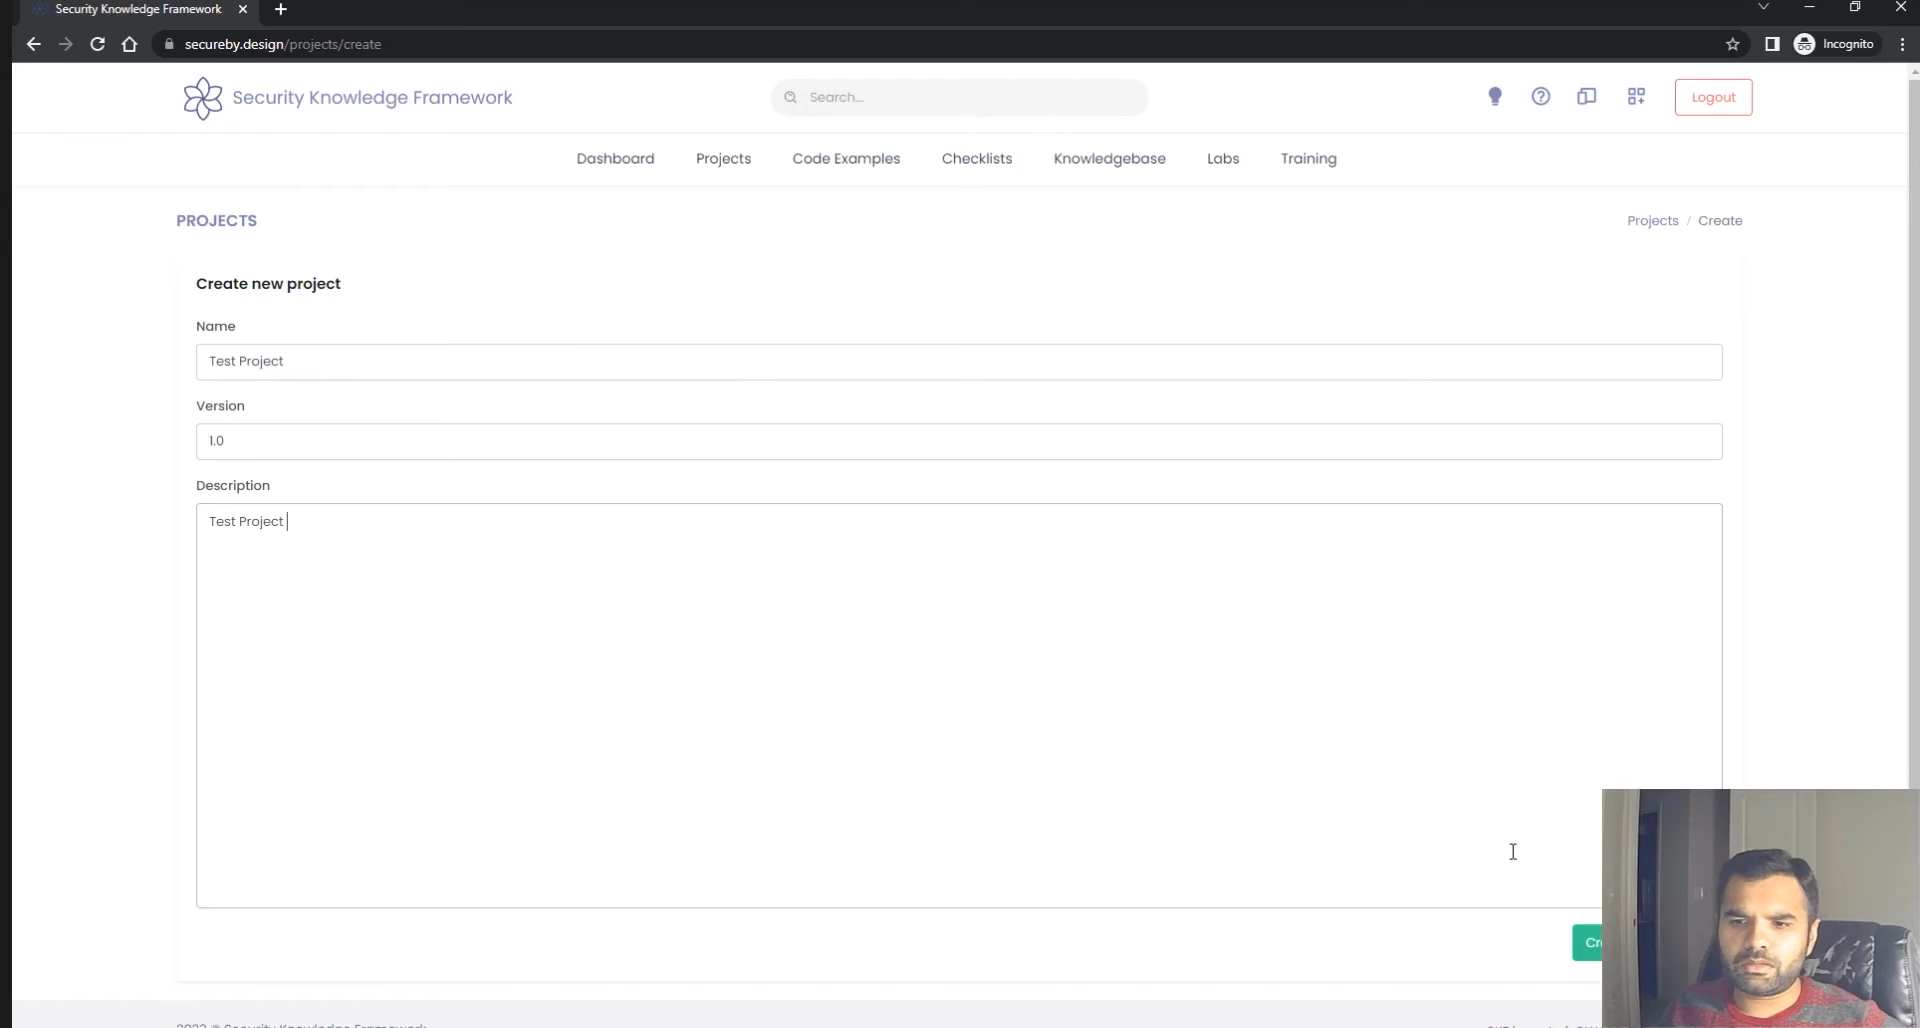 Security Knowledge Framework
secureby.design/projects/create
Incognito
Security Knowledge Framework
Search...
Logout
Dashboard Projects Code Examples Checklists Knowledgebase Labs Training
PROJECTS
Projects / Create
Create new project
Name
Test Project
Version
1.0
Description
Test Project